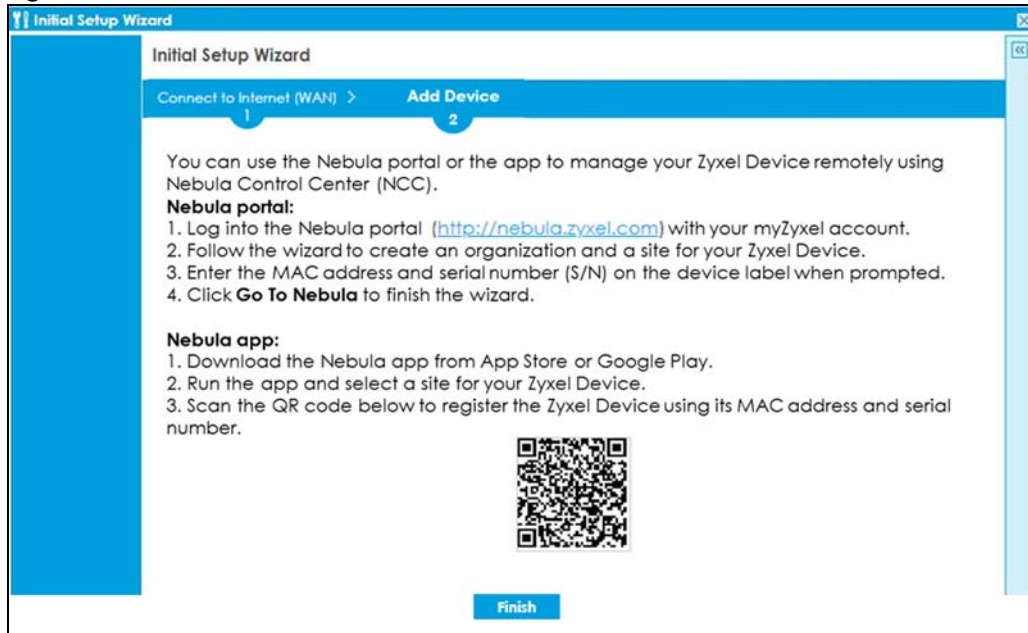 Initial Setup Wizard
Initial Setup Wizard
Connect to Internet (WAN) > Add Device
1 2
You can use the Nebula portal or the app to manage your Zyxel Device remotely using
Nebula Control Center (NCC).
Nebula portal:
1. Log into the Nebula portal (http://nebula.zyxel.com) with your myZyxel account.
2. Follow the wizard to create an organization and a site for your Zyxel Device.
3. Enter the MAC address and serial number (S/N) on the device label when prompted.
4. Click Go To Nebula to finish the wizard.
Nebula app:
1. Download the Nebula app from App Store or Google Play.
2. Run the app and select a site for your Zyxel Device.
3. Scan the QR code below to register the Zyxel Device using its MAC address and serial
number.
Finish